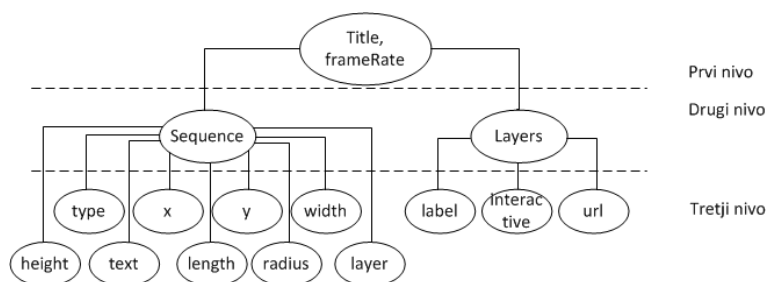 Title,
frameRate
Prvi nivo
Drugi nivo
Sequence
Layers
type
x
y
width
label
Interac
tive
url
Tretji nivo
height
text
length
radius
layer